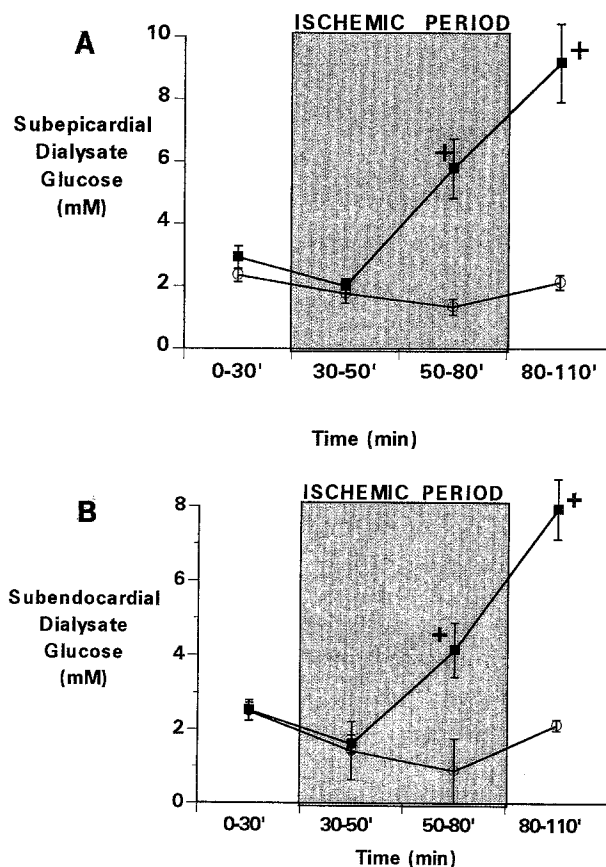 A
ISCHEMIC PERIOD
10
8
6
4
2
0
Subepicardial
Dialysate
Glucose
(mM)
+
+
0-30' 30-50' 50-80' 80-110'
Time (min)
B
ISCHEMIC PERIOD
8
6
4
2
0
Subendocardial
Dialysate
Glucose
(mM)
+
+
0-30' 30-50' 50-80' 80-110'
Time (min)